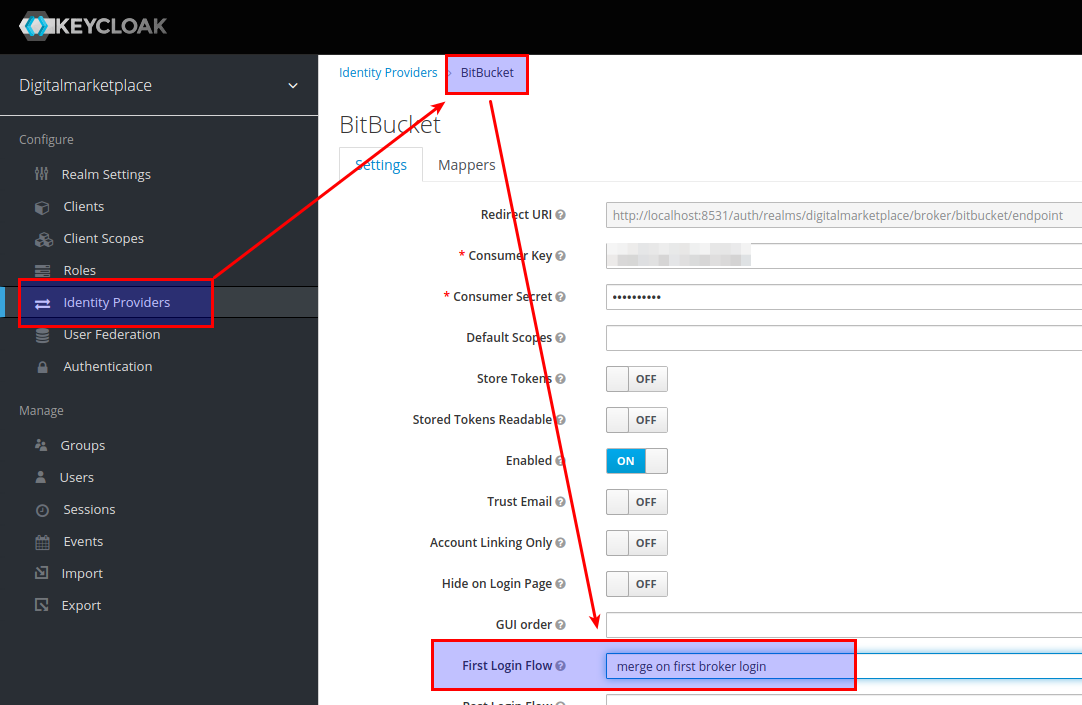 KEYCLOAK
Digitalmarketplace
Configure
Realm Settings
Clients
Client Scopes
Roles
Identity Providers
User Federation
Authentication
Manage
Groups
Users
Sessions
Events
Import
Export
Identity Providers › BitBucket
BitBucket
Settings Mappers
Redirect URI http://localhost:8531/auth/realms/digitalmarketplace/broker/bitbucket/endpoint
* Consumer Key
* Consumer Secret ••••••••••
Default Scopes
Store Tokens OFF
Stored Tokens Readable OFF
Enabled ON
Trust Email OFF
Account Linking Only OFF
Hide on Login Page OFF
GUI order
First Login Flow merge on first broker login
Post Login Flow